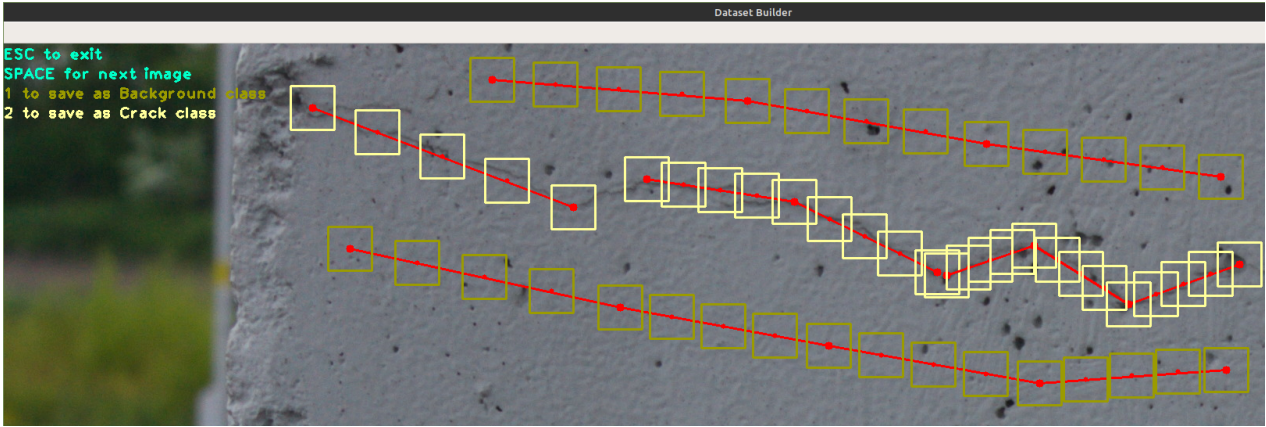 Dataset Builder
ESC to exit
SPACE for next image
1 to save as Background class
2 to save as Crack class